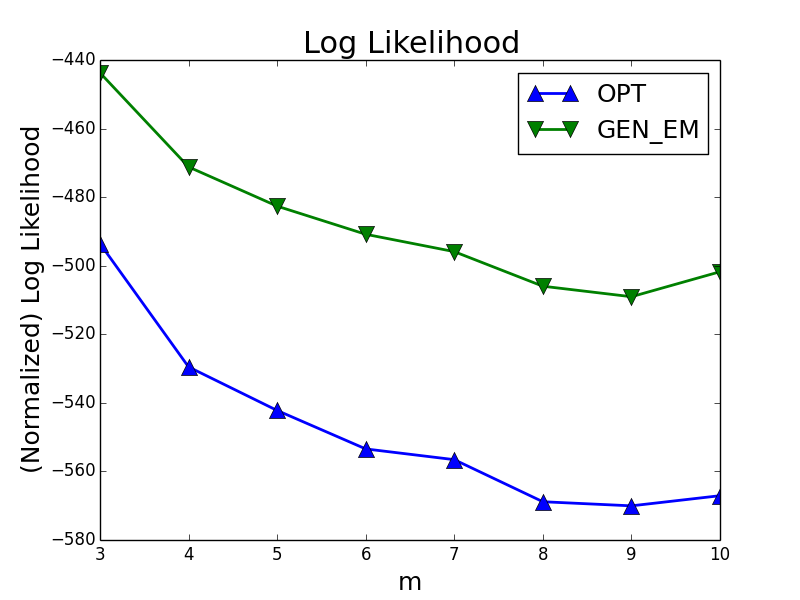 Log Likelihood
(Normalized) Log Likelihood
−440
−460
−480
−500
−520
−540
−560
−580
OPT
GEN_EM
3 4 5 6 7 8 9 10
m